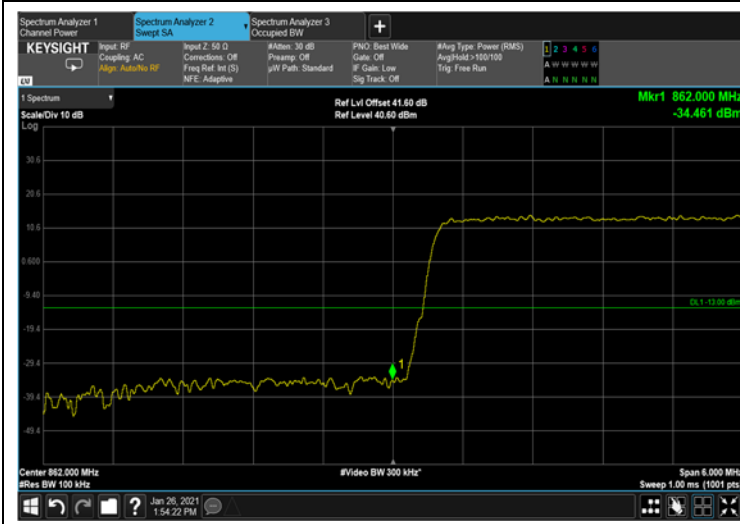 Spectrum Analyzer 1
Channel Power
Spectrum Analyzer 2
Swept SA
Spectrum Analyzer 3
Occupied BW
+
KEYSIGHT
Input: RF
Coupling: AC
Align: Auto/No RF
Input Z: 50 Ω
Corrections: Off
Freq Ref: Int (S)
NFE: Adaptive
#Atten: 30 dB
Preamp: Off
µW Path: Standard
PNO: Best Wide
Gate: Off
IF Gain: Low
Sig Track: Off
#Avg Type: Power (RMS)
Avg|Hold:>100/100
Trig: Free Run
1 2 3 4 5 6
A W W W W W
A N N N N N
LXI
1 Spectrum
Scale/Div 10 dB
Log
Ref Lvl Offset 41.60 dB
Ref Level 40.60 dBm
Mkr1 862.000 MHz
-34.461 dBm
30.6
20.6
10.6
0.600
-9.40
DL1 -13.00 dBm
-19.4
-29.4
1
-39.4
-49.4
Center 862.000 MHz
#Res BW 100 kHz
#Video BW 300 kHz*
Span 6.000 MHz
Sweep 1.00 ms (1001 pts)
?
Jan 26, 2021
1:54:22 PM